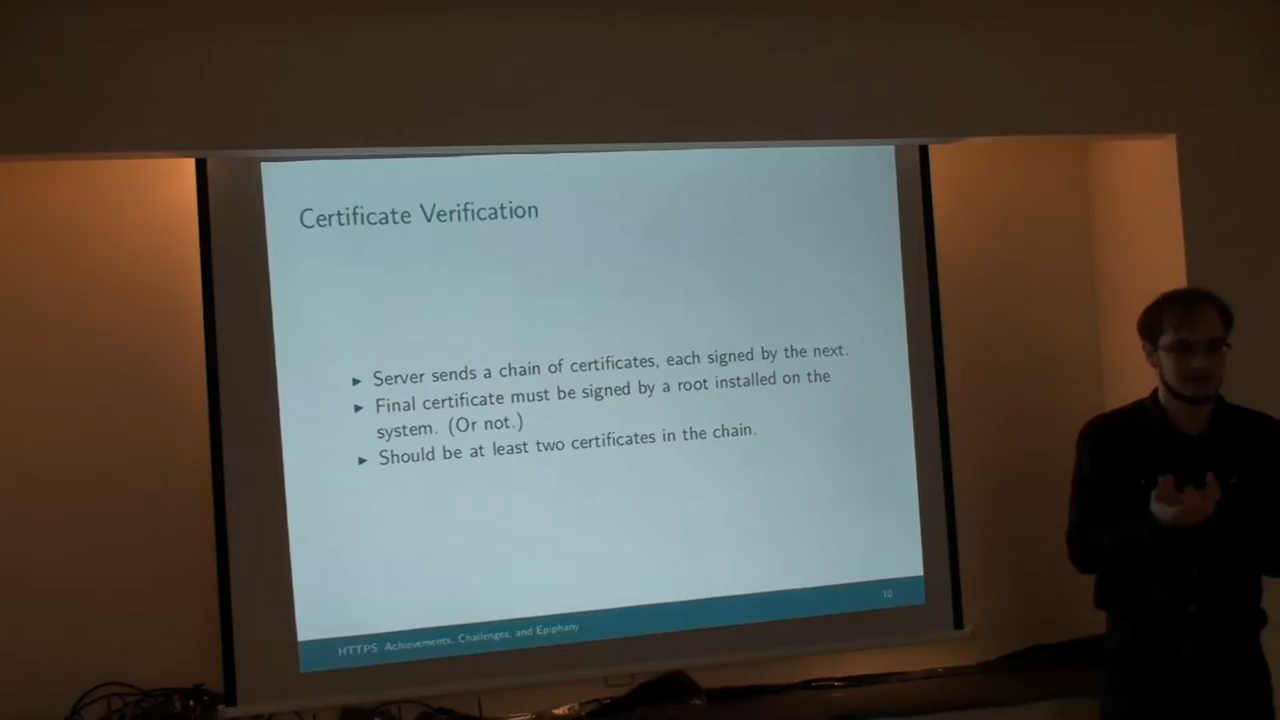 Certificate Verification
► Server sends a chain of certificates, each signed by the next.
► Final certificate must be signed by a root installed on the
system. (Or not.)
► Should be at least two certificates in the chain.
HTTPS: Achievements, Challenges, and Epiphany
10